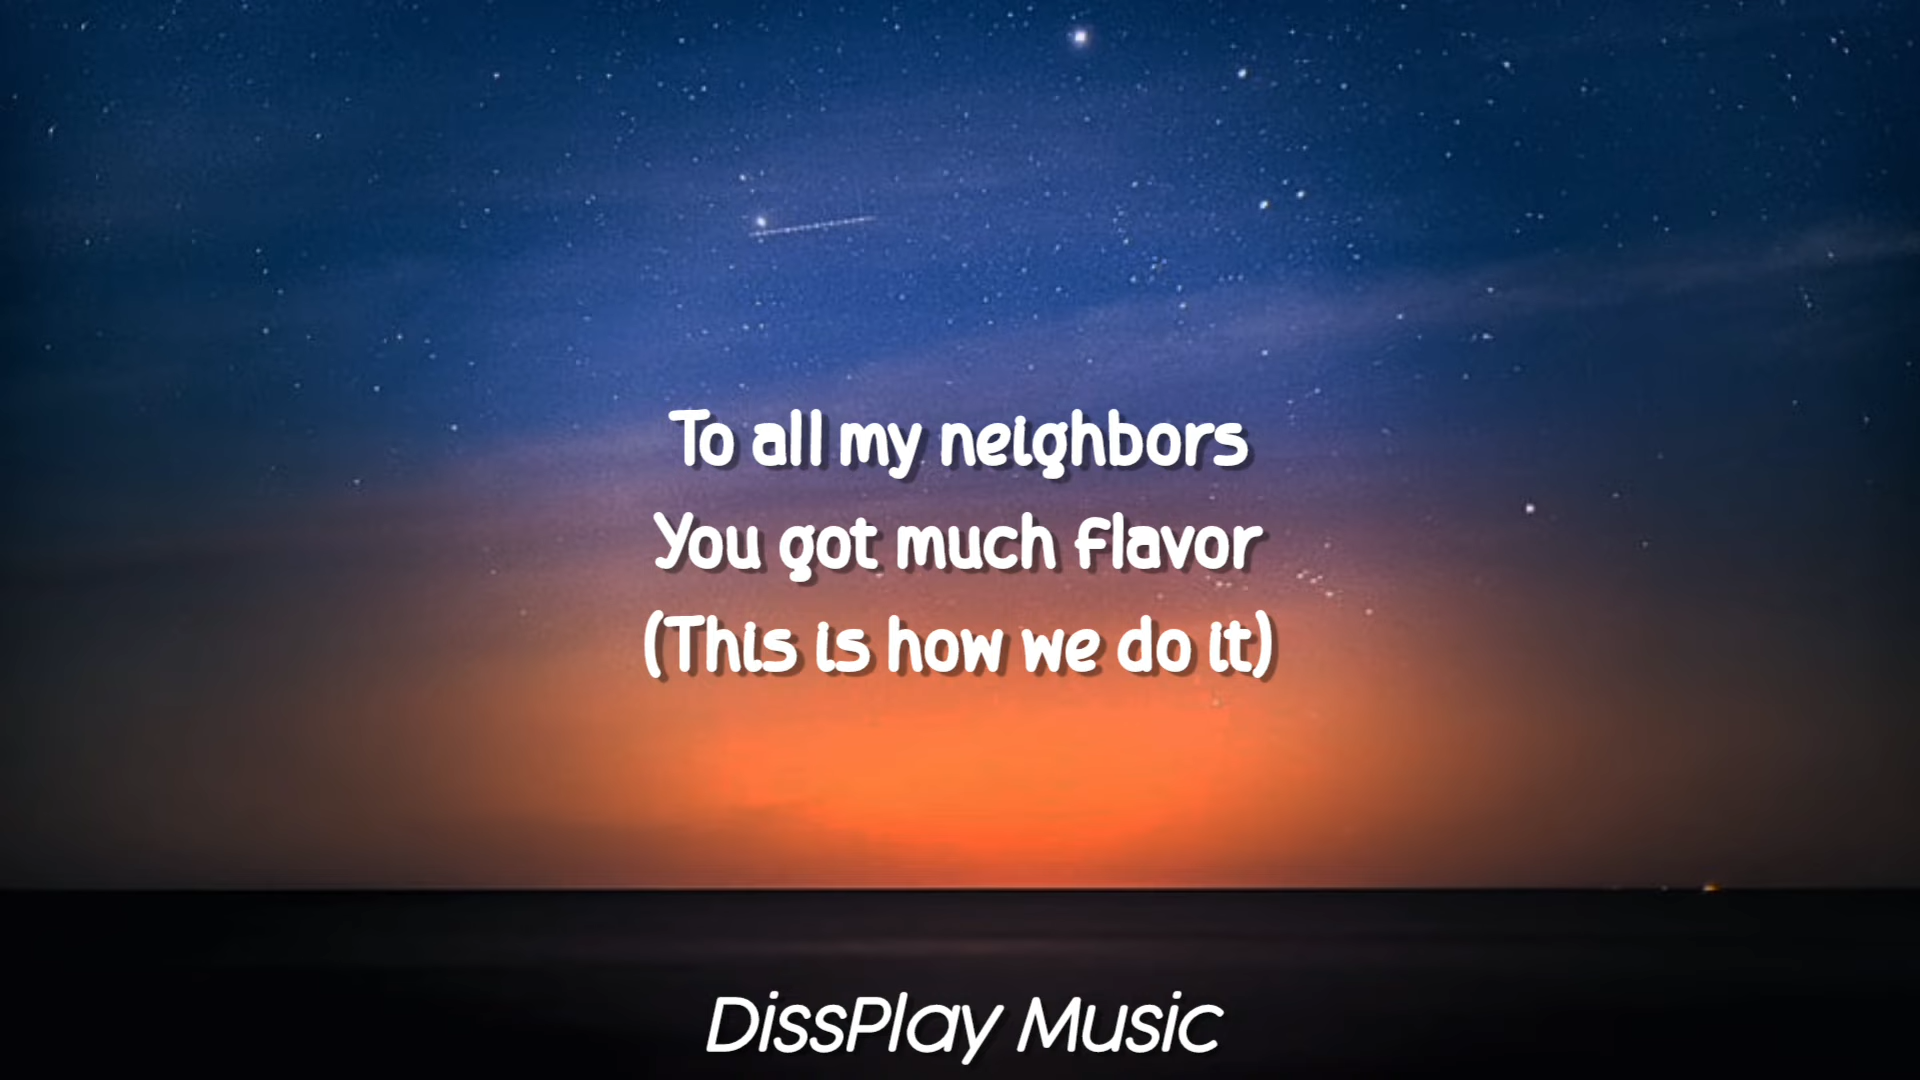 To all my neighbors
You got much flavor
(This is how we do it)
DissPlay Music